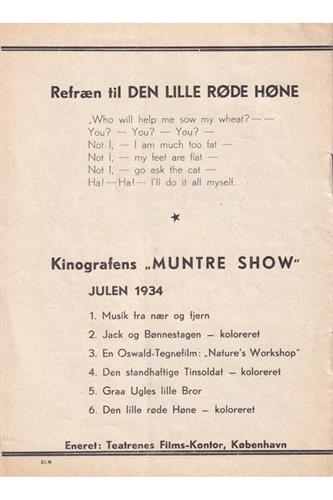 Refræn til DEN LILLE RØDE HØNE
„Who will help me sow my wheat? — —
You? — You? — You? —
Not I, — I am much too fat —
Not I, — my feet are flat —
Not I, — go ask the cat —
Ha! — Ha! — I'll do it all myself.
Kinografens „MUNTRE SHOW"
JULEN 1934
1. Musik fra nær og fjern
2. Jack og Bønnestagen — koloreret
3. En Oswald-Tegnefilm: „Nature's Workshop"
4. Den standhaftige Tinsoldat — koloreret
5. Graa Ugles lille Bror
6. Den lille røde Høne — koloreret
Eneret: Teatrenes Films-Kontor, København